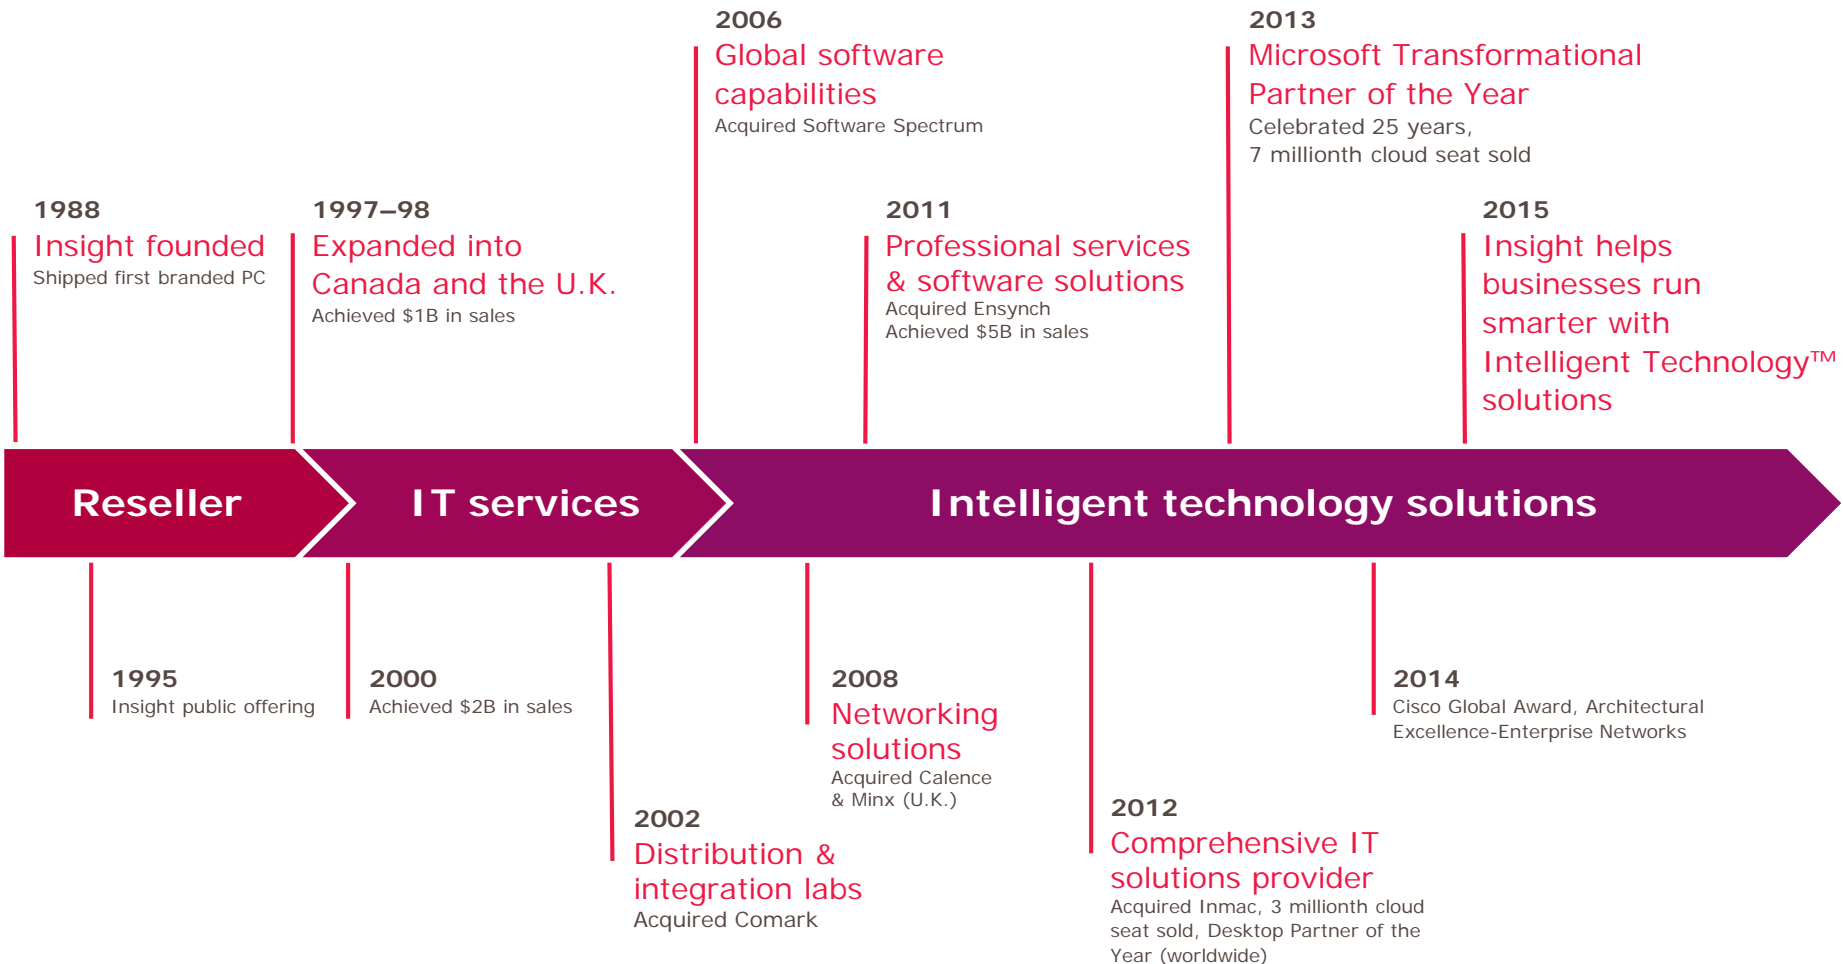 2006
Global software
capabilities
Acquired Software Spectrum
2013
Microsoft Transformational
Partner of the Year
Celebrated 25 years,
7 millionth cloud seat sold
1988
Insight founded
Shipped first branded PC
1997–98
Expanded into
Canada and the U.K.
Achieved $1B in sales
2011
Professional services
& software solutions
Acquired Ensynch
Achieved $5B in sales
2015
Insight helps
businesses run
smarter with
Intelligent Technology™
solutions
Reseller
IT services
Intelligent technology solutions
1995
Insight public offering
2000
Achieved $2B in sales
2002
Distribution &
integration labs
Acquired Comark
2008
Networking
solutions
Acquired Calence
& Minx (U.K.)
2012
Comprehensive IT
solutions provider
Acquired Inmac, 3 millionth cloud
seat sold, Desktop Partner of the
Year (worldwide)
2014
Cisco Global Award, Architectural
Excellence-Enterprise Networks